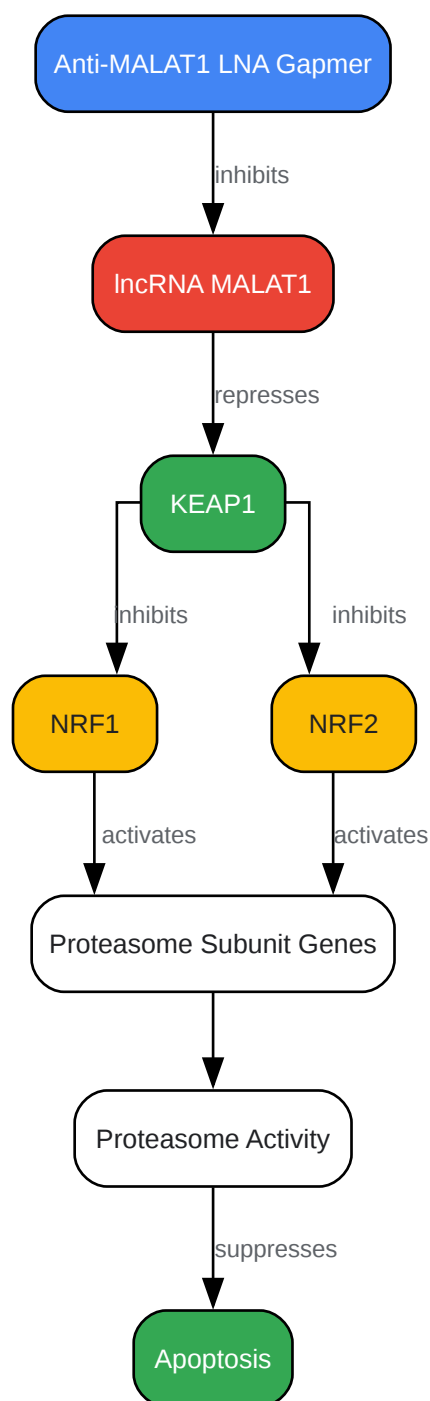 Anti-MALAT1 LNA Gapmer
inhibits
lncRNA MALAT1
represses
KEAP1
inhibits
inhibits
NRF1
NRF2
activates
activates
Proteasome Subunit Genes
Proteasome Activity
suppresses
Apoptosis